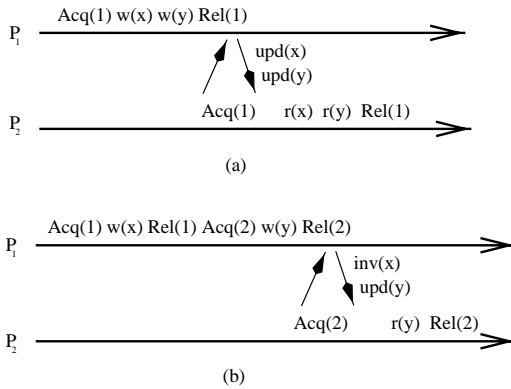 Acq(1) w(x) w(y) Rel(1)
P1
upd(x)
upd(y)
Acq(1) r(x) r(y) Rel(1)
P2
(a)
Acq(1) w(x) Rel(1) Acq(2) w(y) Rel(2)
P1
inv(x)
upd(y)
Acq(2) r(y) Rel(2)
P2
(b)